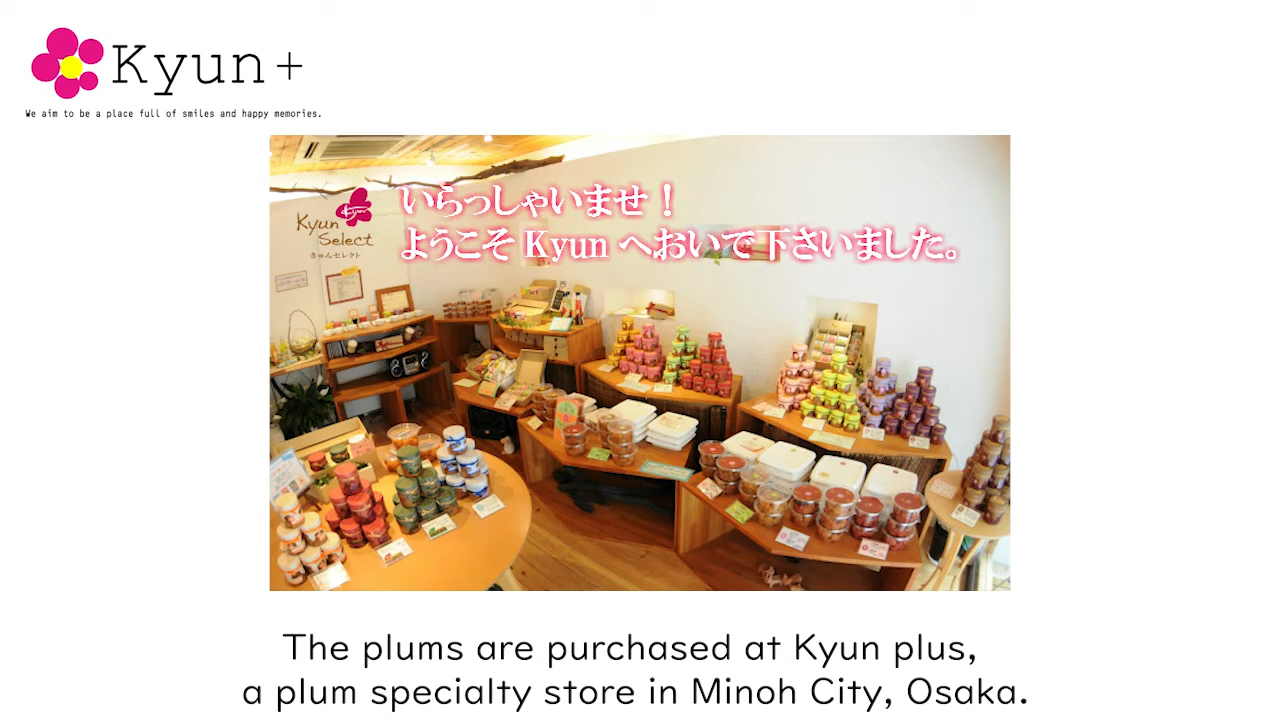 Kyun+
We aim to be a place full of smiles and happy memories.
いらっしゃいませ！
ようこそ Kyun へおいで下さいました。
Kyun
Select
きゅんセレクト
The plums are purchased at Kyun plus,
a plum specialty store in Minoh City, Osaka.